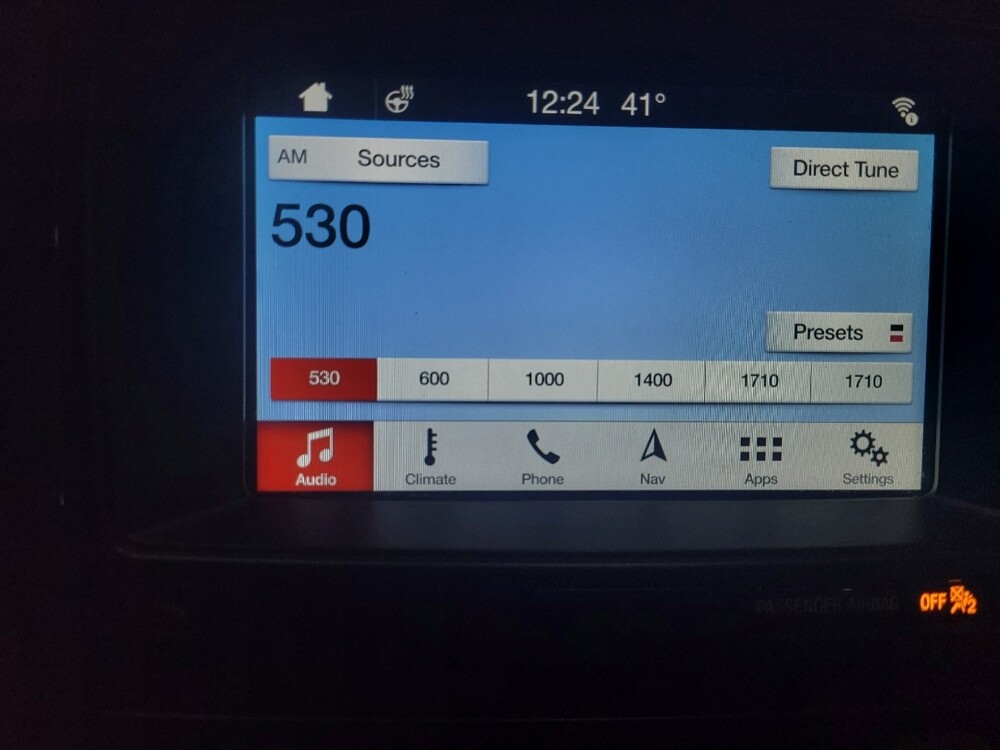 12:24 41°
AM Sources
Direct Tune
530
Presets
530 600 1000 1400 1710 1710
Audio Climate Phone Nav Apps Settings
PASSENGER AIRBAG OFF 2